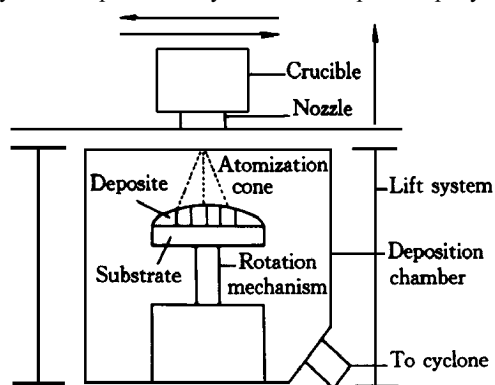 Crucible
Nozzle
Atomization
cone
Deposite
Lift system
Substrate
Rotation
mechanism
Deposition
chamber
To cyclone